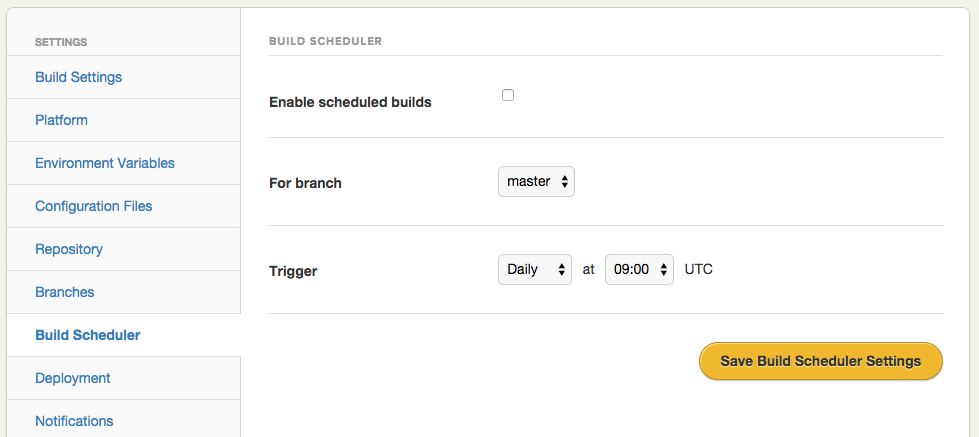 SETTINGS
Build Settings
Platform
Environment Variables
Configuration Files
Repository
Branches
Build Scheduler
Deployment
Notifications
BUILD SCHEDULER
Enable scheduled builds
For branch master
Trigger Daily at 09:00 UTC
Save Build Scheduler Settings